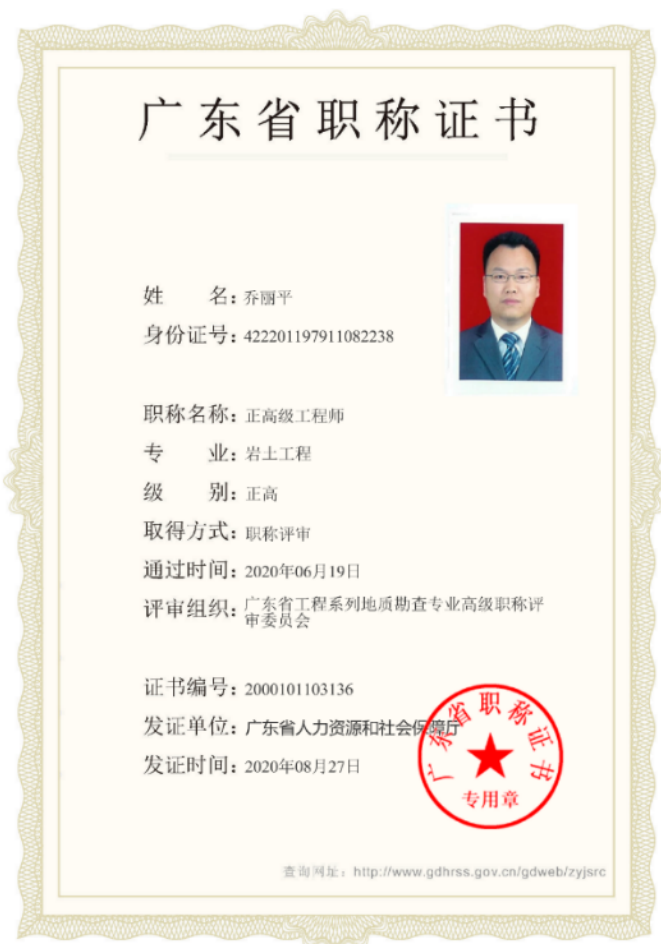 广东省职称证书
姓 名：乔丽平
身份证号：422201197911082238
职称名称：正高级工程师
专 业：岩土工程
级 别：正高
取得方式：职称评审
通过时间：2020年06月19日
评审组织：广东省工程系列地质勘查专业高级职称评
审委员会
证书编号：2000101103136
发证单位：广东省人力资源和社会保障厅
发证时间：2020年08月27日
广东省职称证书
专用章
查询网址：http://www.gdhrss.gov.cn/gdweb/zyjsrc